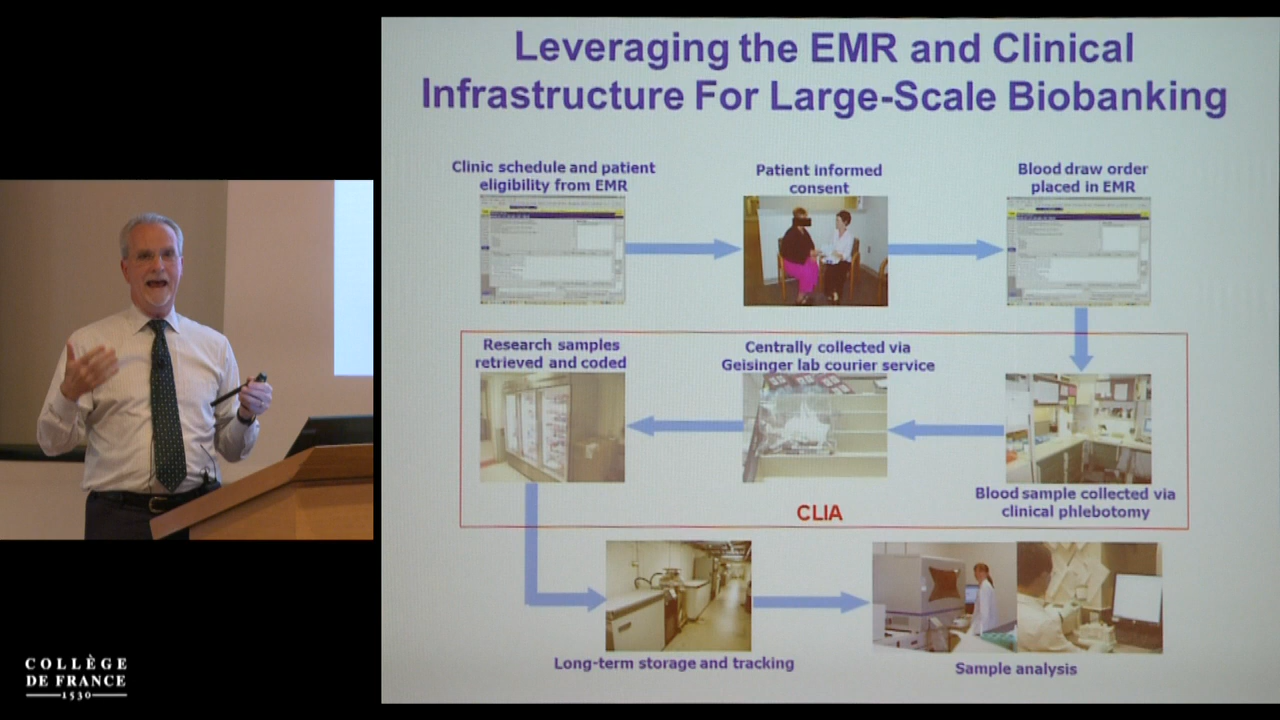 Leveraging the EMR and Clinical
Infrastructure For Large-Scale Biobanking
Clinic schedule and patient
eligibility from EMR
Patient informed
consent
Blood draw order
placed in EMR
Research samples
retrieved and coded
Centrally collected via
Geisinger lab courier service
Blood sample collected via
clinical phlebotomy
CLIA
Long-term storage and tracking
Sample analysis
COLLÈGE
DE FRANCE
1530